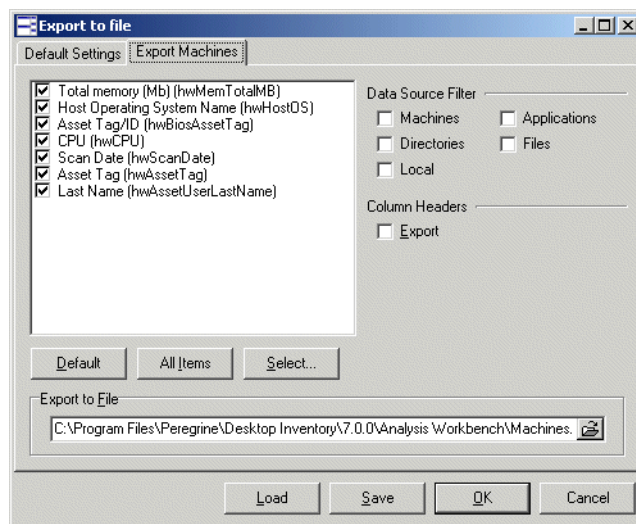 Export to file
Default Settings
Export Machines
Total memory (Mb) (hwMemTotalMB)
Host Operating System Name (hwHostOS)
Asset Tag/ID (hwBiosAssetTag)
CPU (hwCPU)
Scan Date (hwScanDate)
Asset Tag (hwAssetTag)
Last Name (hwAssetUserLastName)
Data Source Filter
Machines
Applications
Directories
Files
Local
Column Headers
Export
Default
All Items
Select...
Export to File
C:\Program Files\Peregrine\Desktop Inventory\7.0.0\Analysis Workbench\Machines.
Load
Save
OK
Cancel